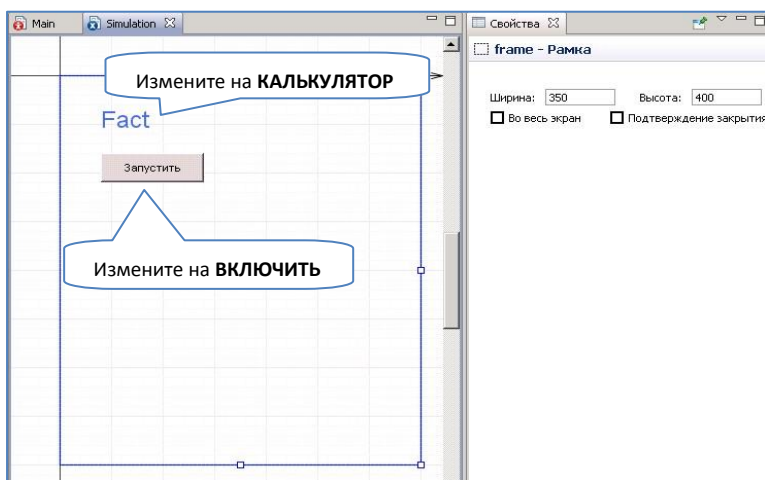 Main
Simulation
Свойства
frame - Рамка
Измените на КАЛЬКУЛЯТОР
Ширина: 350 Высота: 400
Во весь экран Подтверждение закрытия
Fact
Запустить
Измените на ВКЛЮЧИТЬ